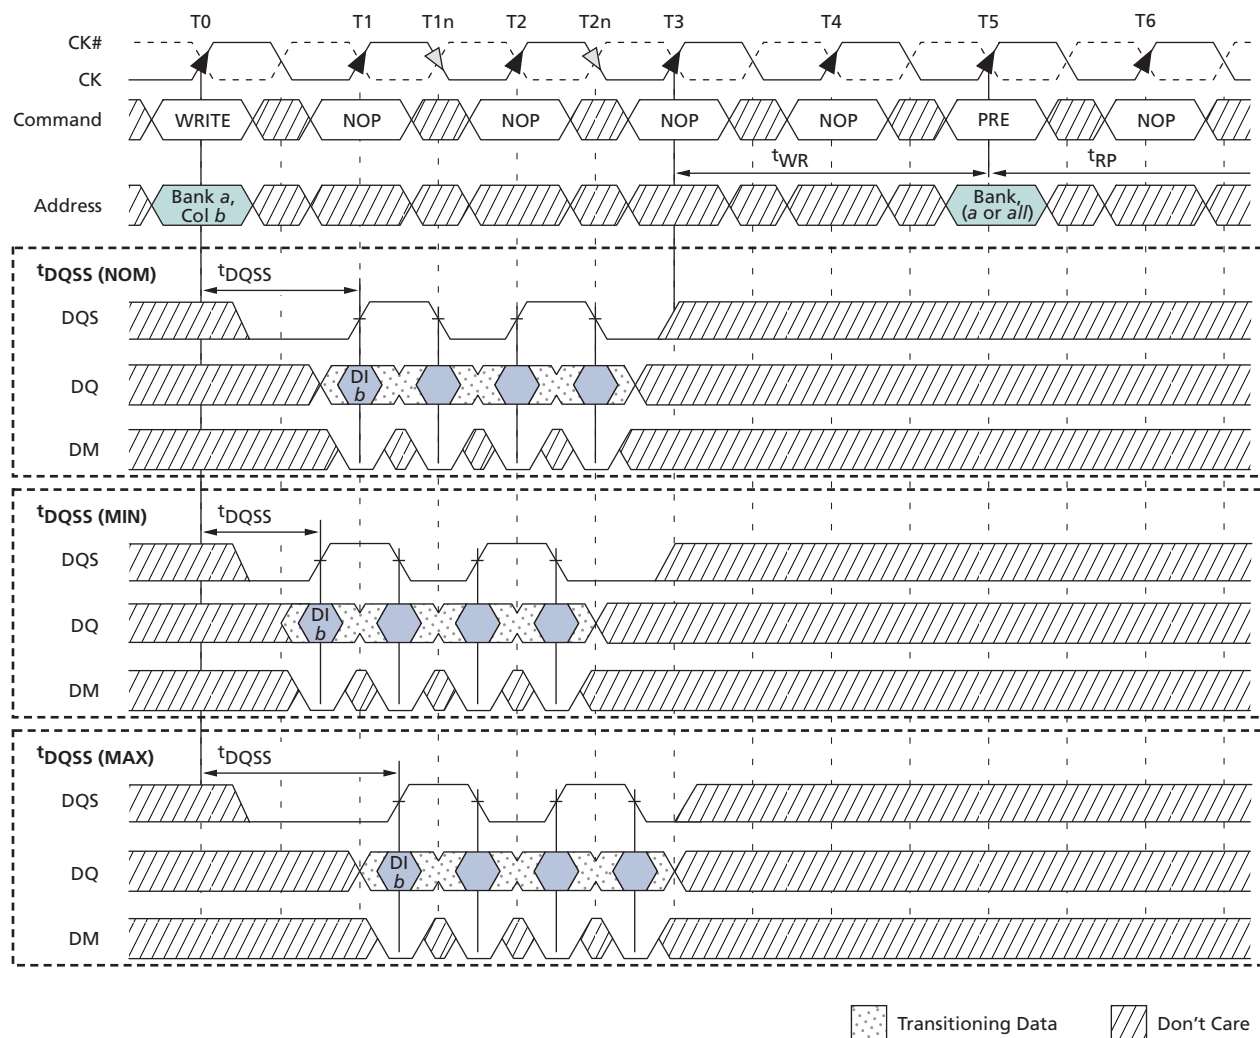 T0 T1 T1n T2 T2n T3 T4 T5 T6
CK#
CK
Command WRITE NOP NOP NOP NOP PRE NOP
tWR tRP
Address Bank a, Col b Bank, (a or all)
tDQSS (NOM) tDQSS
DQS
DQ DI b
DM
tDQSS (MIN) tDQSS
DQS
DQ DI b
DM
tDQSS (MAX) tDQSS
DQS
DQ DI b
DM
Transitioning Data Don't Care